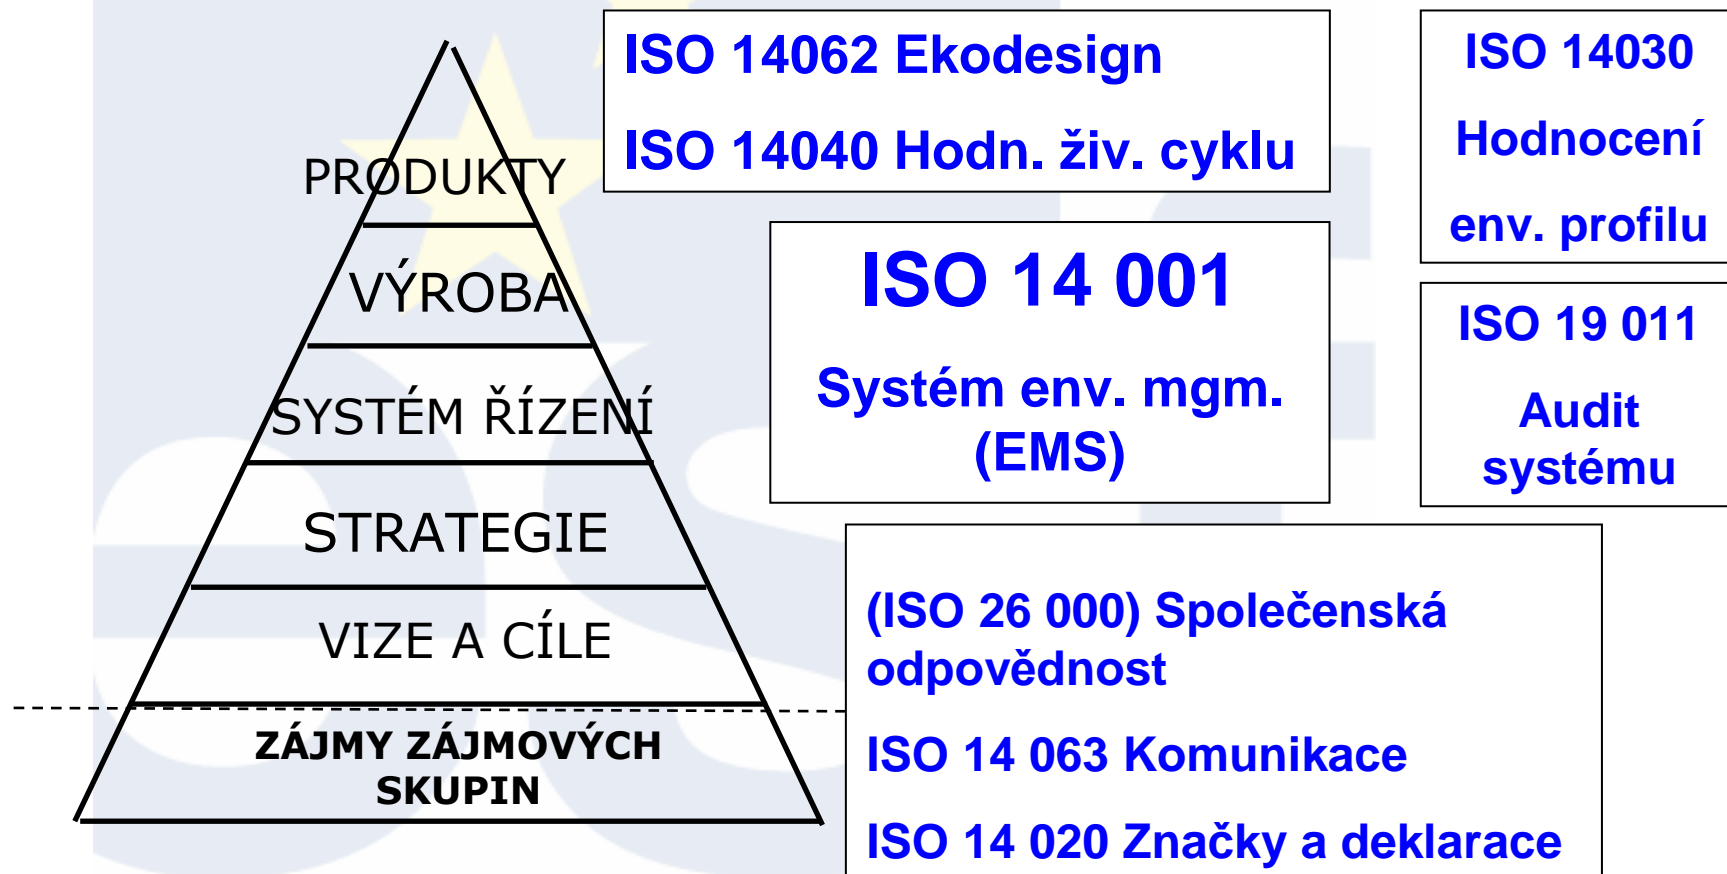 PRODUKTY
VÝROBA
SYSTÉM ŘÍZENÍ
STRATEGIE
VIZE A CÍLE
ZÁJMY ZÁJMOVÝCH
SKUPIN
ISO 14062 Ekodesign
ISO 14040 Hodn. živ. cyklu
ISO 14 001
Systém env. mgm.
(EMS)
(ISO 26 000) Společenská
odpovědnost
ISO 14 063 Komunikace
ISO 14 020 Značky a deklarace
ISO 14030
Hodnocení
env. profilu
ISO 19 011
Audit
systému